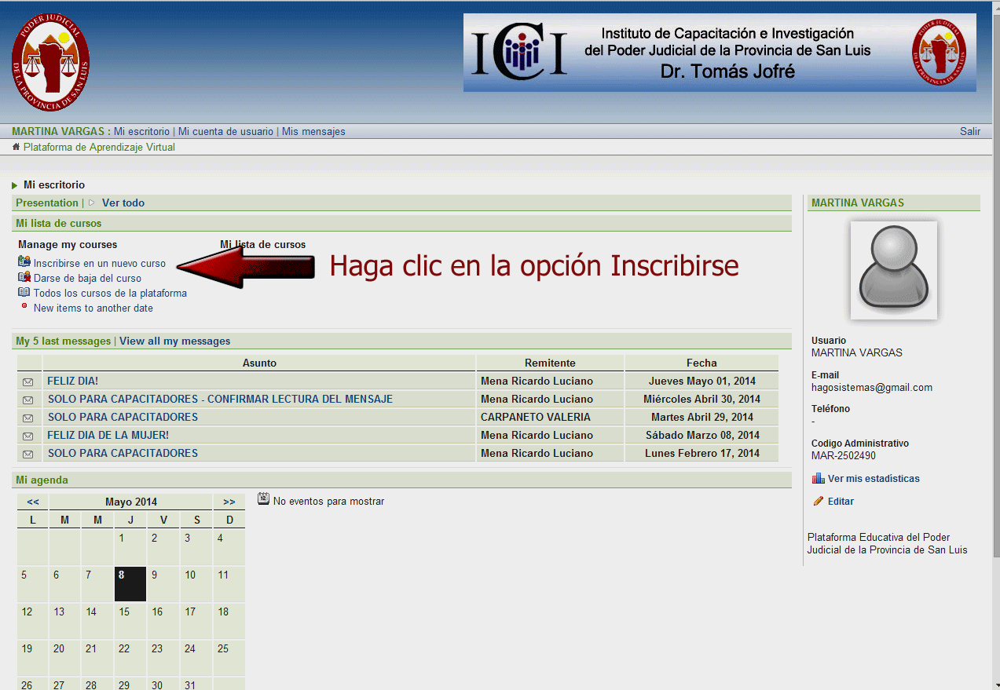 PODER JUDICIAL
DE LA PROVINCIA DE SAN LUIS
ICI
Instituto de Capacitación e Investigación
del Poder Judicial de la Provincia de San Luis
Dr. Tomás Jofré
PODER JUDICIAL
DE LA PROVINCIA DE SAN LUIS
MARTINA VARGAS : Mi escritorio | Mi cuenta de usuario | Mis mensajes
Salir
Plataforma de Aprendizaje Virtual
Mi escritorio
Presentation | Ver todo
Mi lista de cursos
Manage my courses
Mi lista de cursos
Inscribirse en un nuevo curso
Darse de baja del curso
Todos los cursos de la plataforma
New items to another date
Haga clic en la opción Inscribirse
My 5 last messages | View all my messages
Asunto Remitente Fecha
FELIZ DIA! Mena Ricardo Luciano Jueves Mayo 01, 2014
SOLO PARA CAPACITADORES - CONFIRMAR LECTURA DEL MENSAJE Mena Ricardo Luciano Miércoles Abril 30, 2014
SOLO PARA CAPACITADORES CARPANETO VALERIA Martes Abril 29, 2014
FELIZ DIA DE LA MUJER! Mena Ricardo Luciano Sábado Marzo 08, 2014
SOLO PARA CAPACITADORES Mena Ricardo Luciano Lunes Febrero 17, 2014
Mi agenda
<< Mayo 2014 >>
L M M J V S D
1 2 3 4
5 6 7 8 9 10 11
12 13 14 15 16 17 18
19 20 21 22 23 24 25
26 27 28 29 30 31
12 No eventos para mostrar
MARTINA VARGAS
Usuario
MARTINA VARGAS
E-mail
hagosistemas@gmail.com
Teléfono
-
Codigo Administrativo
MAR-2502490
Ver mis estadísticas
Editar
Plataforma Educativa del Poder
Judicial de la Provincia de San Luis